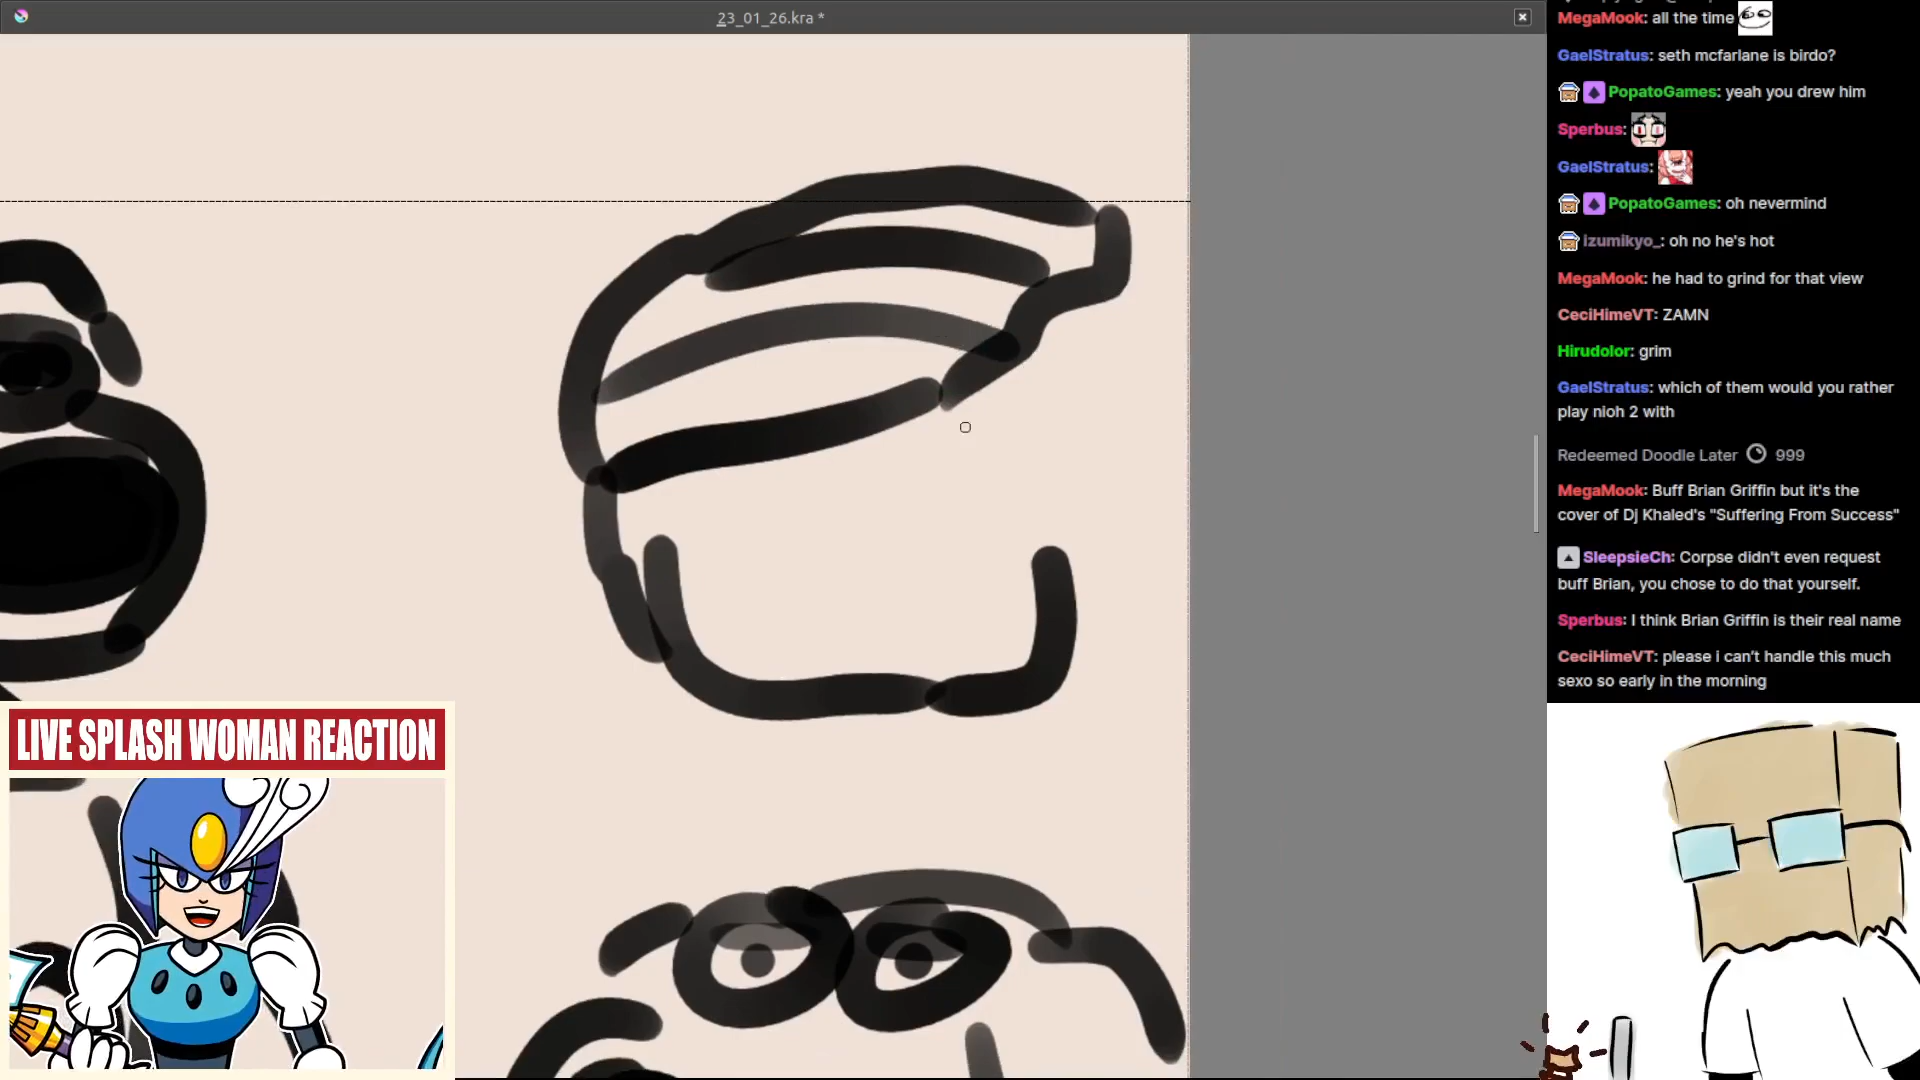 23_01_26.kra *
MegaMook: all the time
GaelStratus: seth mcfarlane is birdo?
PopatoGames: yeah you drew him
Sperbus:
GaelStratus:
PopatoGames: oh nevermind
izumikyo_: oh no he's hot
MegaMook: he had to grind for that view
CeciHimeVT: ZAMN
Hirudolor: grim
GaelStratus: which of them would you rather
play nioh 2 with
Redeemed Doodle Later 999
MegaMook: Buff Brian Griffin but it's the
cover of Dj Khaled's "Suffering From Success"
SleepsieCh: Corpse didn't even request
buff Brian, you chose to do that yourself.
Sperbus: I think Brian Griffin is their real name
CeciHimeVT: please i can't handle this much
sexo so early in the morning
LIVE SPLASH WOMAN REACTION